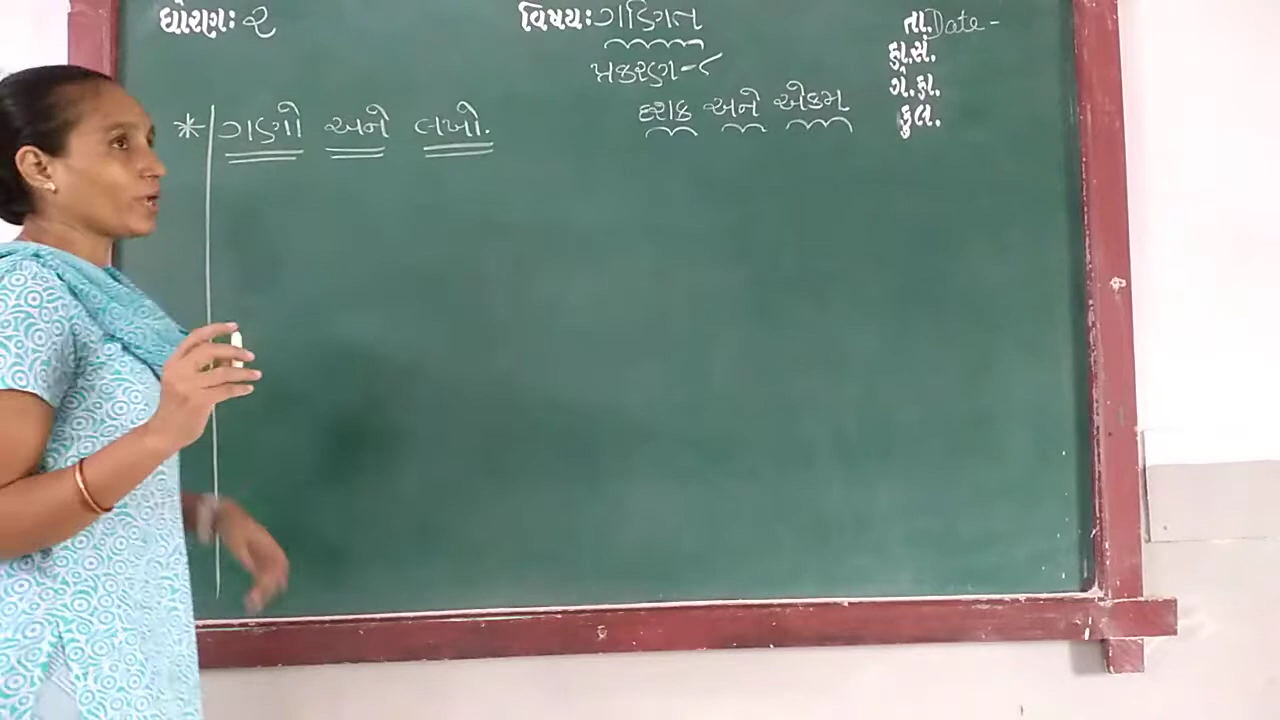 ધોરણઃ ૨
વિષયઃ ગણિત
પ્રકરણ-૮
દશક અને એકમ
તા. Date -
હા.સં.
ગે.હા.
કુલ.
* ગણો અને લખો.